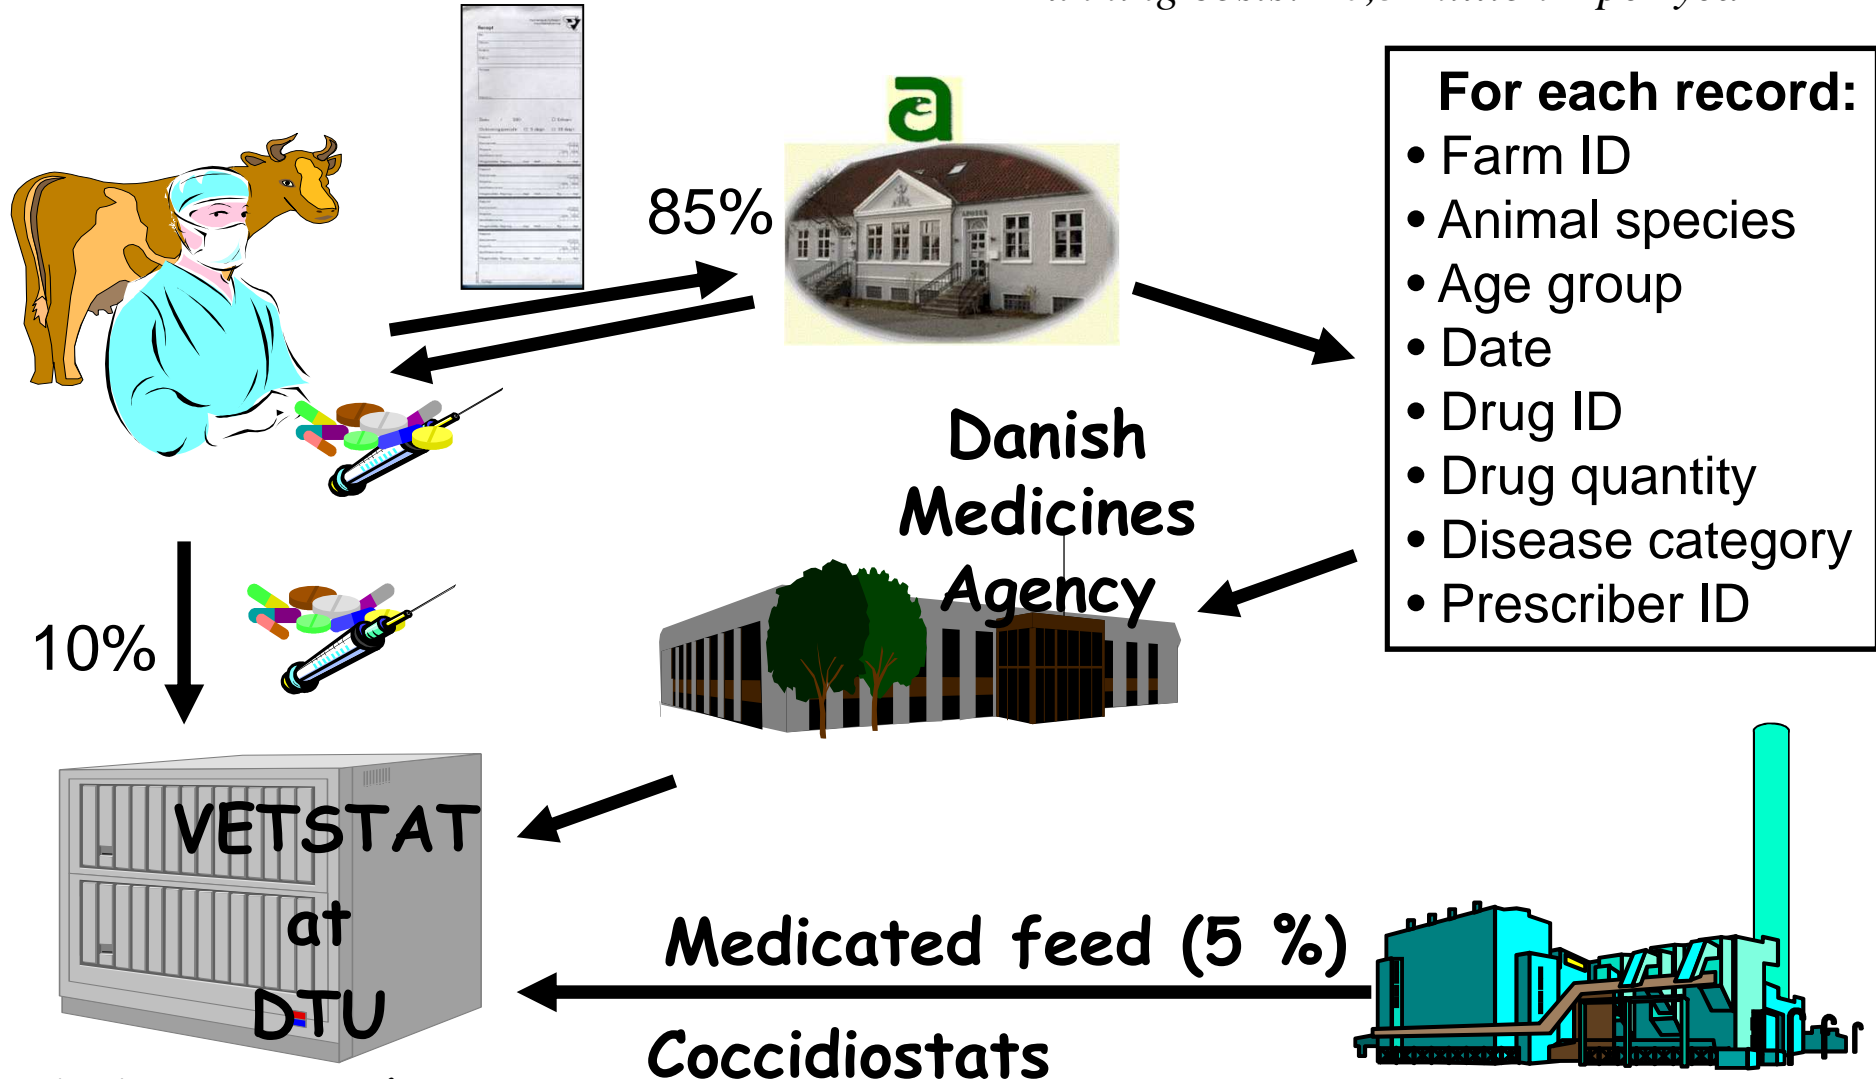 85%
For each record:
• Farm ID
• Animal species
• Age group
• Date
• Drug ID
• Drug quantity
• Disease category
• Prescriber ID
Danish
Medicines
Agency
10%
VETSTAT
at
DTU
Medicated feed (5 %)
Coccidiostats